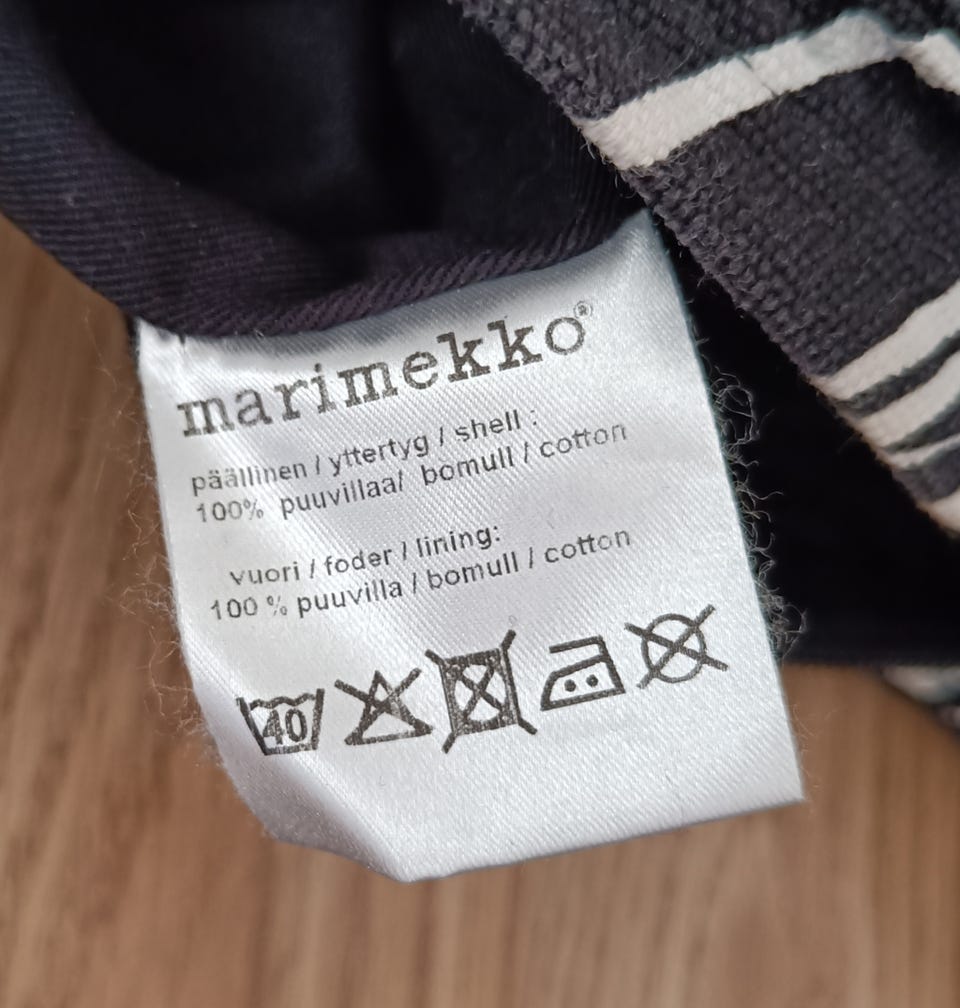 marimekko®
päällinen / yttertyg / shell :
100% puuvillaa/ bomull / cotton
vuori / foder / lining:
100 % puuvilla / bomull / cotton
40